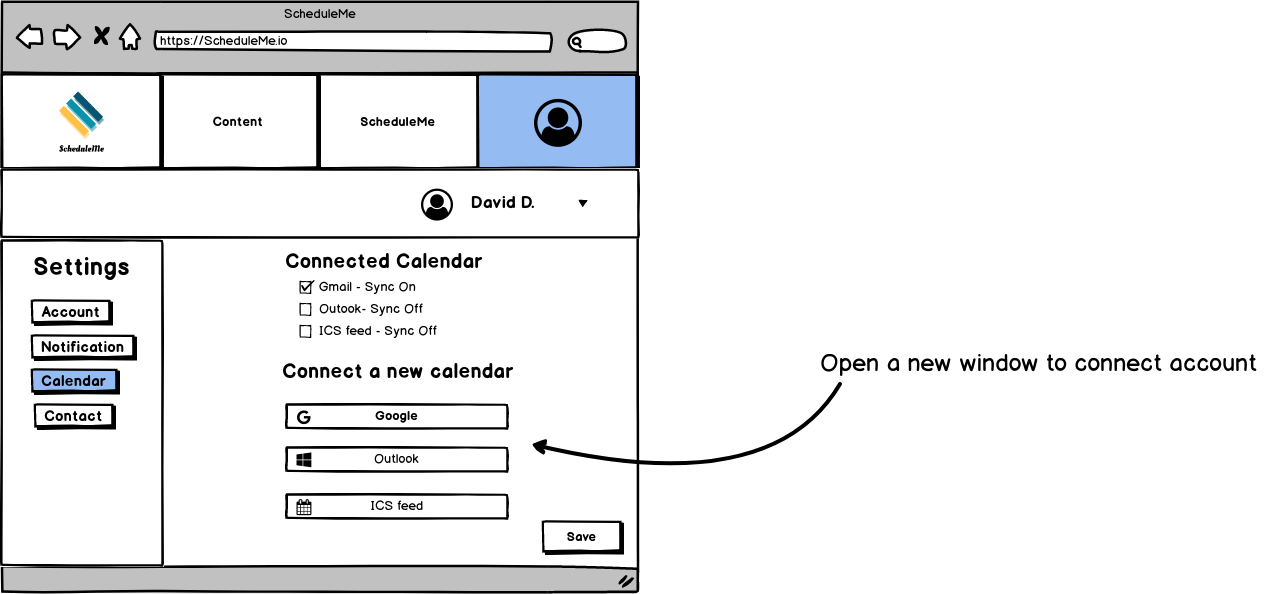 ScheduleMe
https://ScheduleMe.io
ScheduleMe
Content
ScheduleMe
David D.
Settings
Account
Notification
Calendar
Contact
Connected Calendar
Gmail - Sync On
Outook- Sync Off
ICS feed - Sync Off
Connect a new calendar
Google
Outlook
ICS feed
Save
Open a new window to connect account